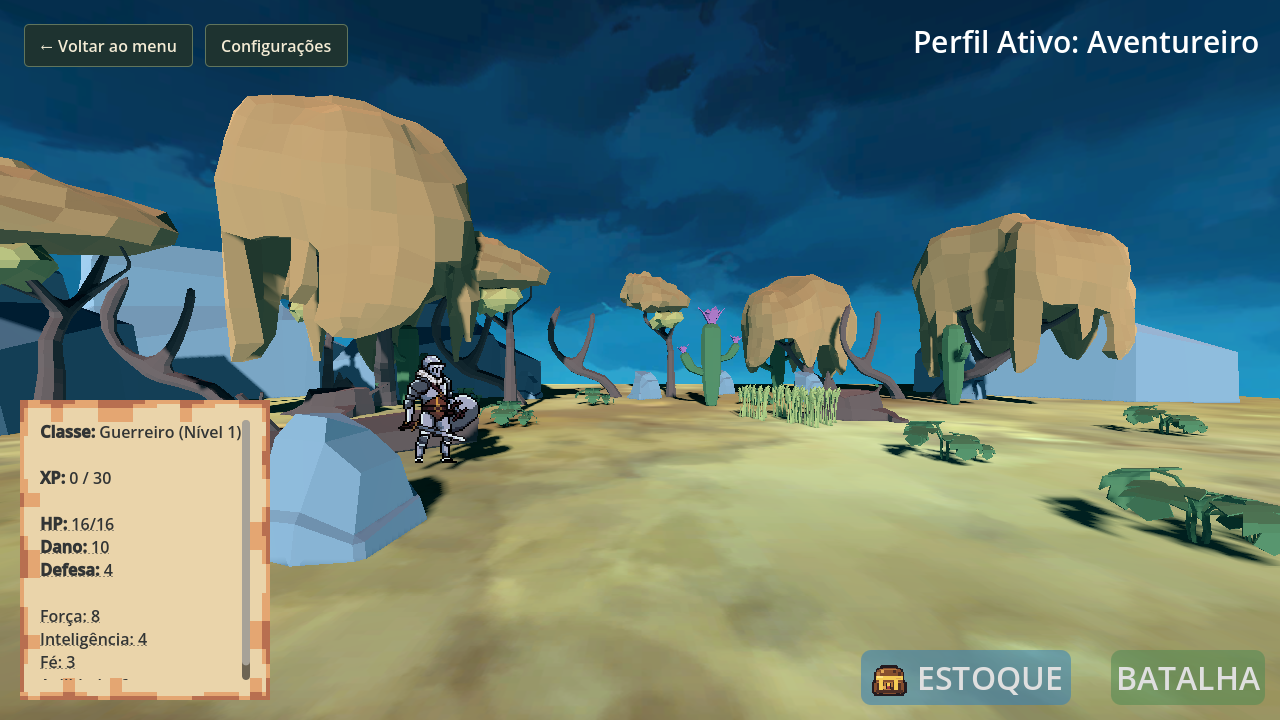 ← Voltar ao menu
Configurações
Perfil Ativo: Aventureiro
Classe: Guerreiro (Nível 1)
XP: 0 / 30
HP: 16/16
Dano: 10
Defesa: 4
Força: 8
Inteligência: 4
Fé: 3
ESTOQUE
BATALHA